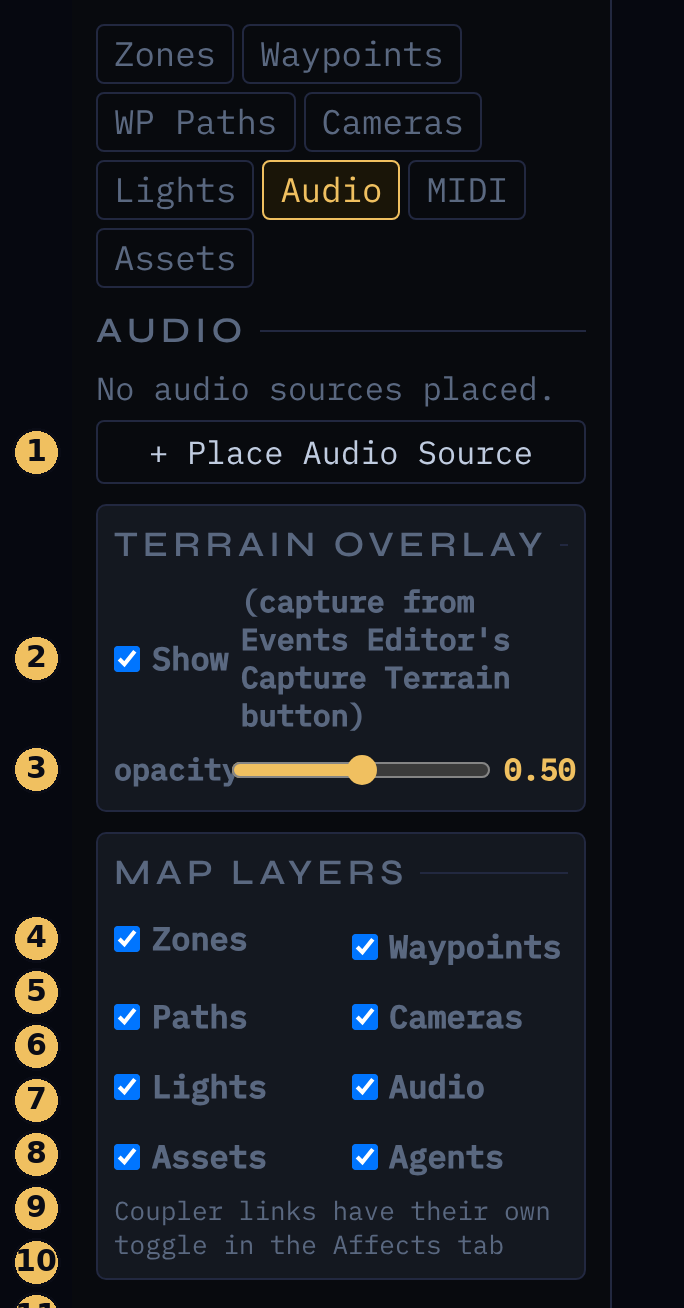 Zones Waypoints
WP Paths Cameras
Lights Audio MIDI
Assets
AUDIO
No audio sources placed.
1 + Place Audio Source
TERRAIN OVERLAY
(capture from
Events Editor's
2 Show
Capture Terrain
button)
3 opacity 0.50
MAP LAYERS
4 Zones Waypoints
5
Paths Cameras
6
7 Lights Audio
8 Assets Agents
9 Coupler links have their own
10 toggle in the Affects tab
11